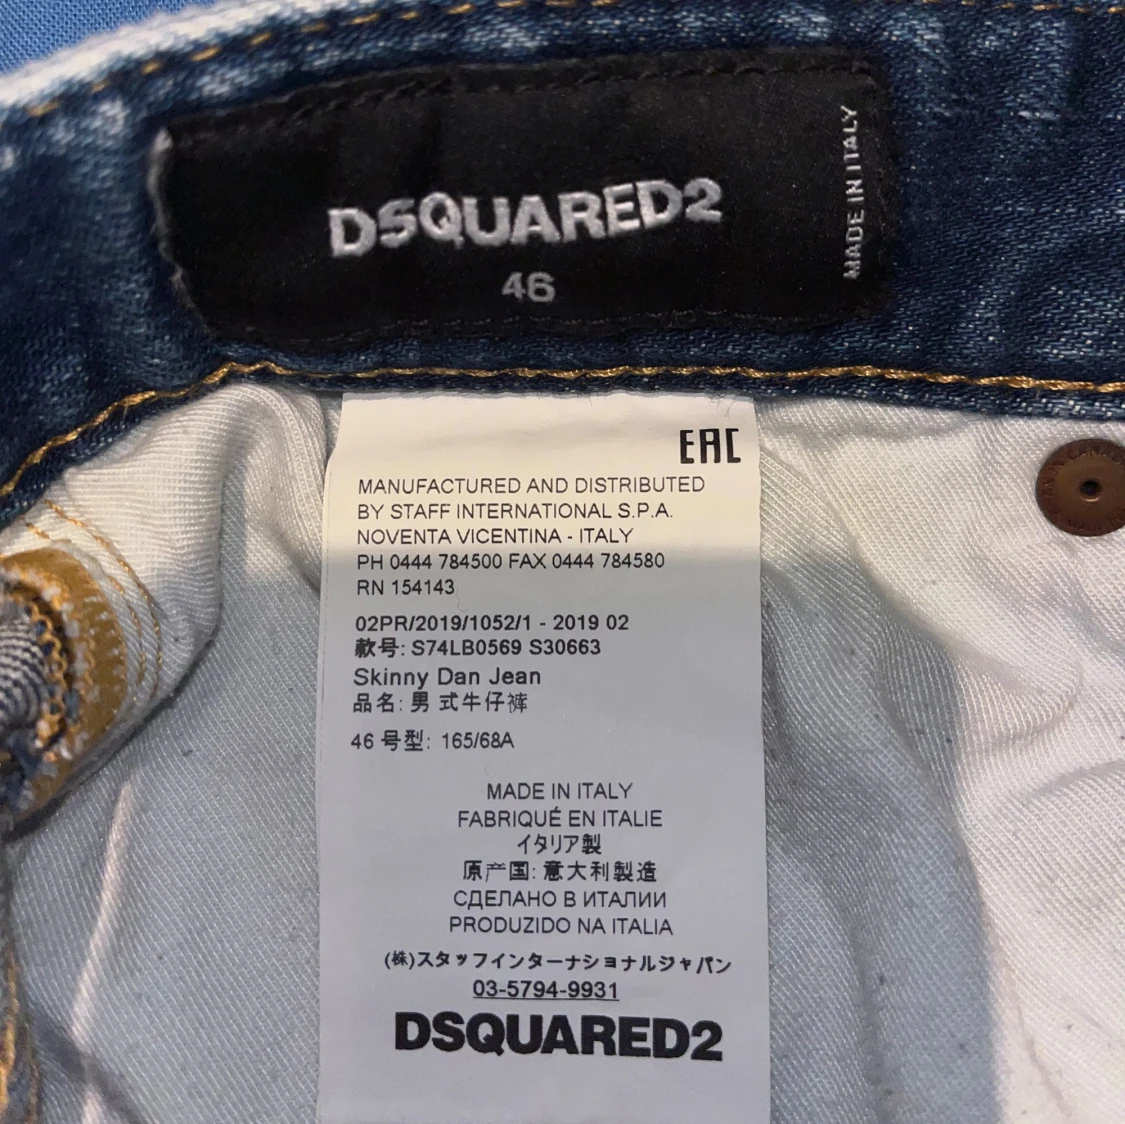 DSQUARED2
46
MADE IN ITALY
EAC
MANUFACTURED AND DISTRIBUTED
BY STAFF INTERNATIONAL S.P.A.
NOVENTA VICENTINA - ITALY
PH 0444 784500 FAX 0444 784580
RN 154143
02PR/2019/1052/1 - 2019 02
款号: S74LB0569 S30663
Skinny Dan Jean
品名: 男式牛仔裤
46 号型: 165/68A
MADE IN ITALY
FABRIQUÉ EN ITALIE
イタリア製
原产国: 意大利製造
СДЕЛАНО В ИТАЛИИ
PRODUZIDO NA ITALIA
(株)スタッフインターナショナルジャパン
03-5794-9931
DSQUARED2